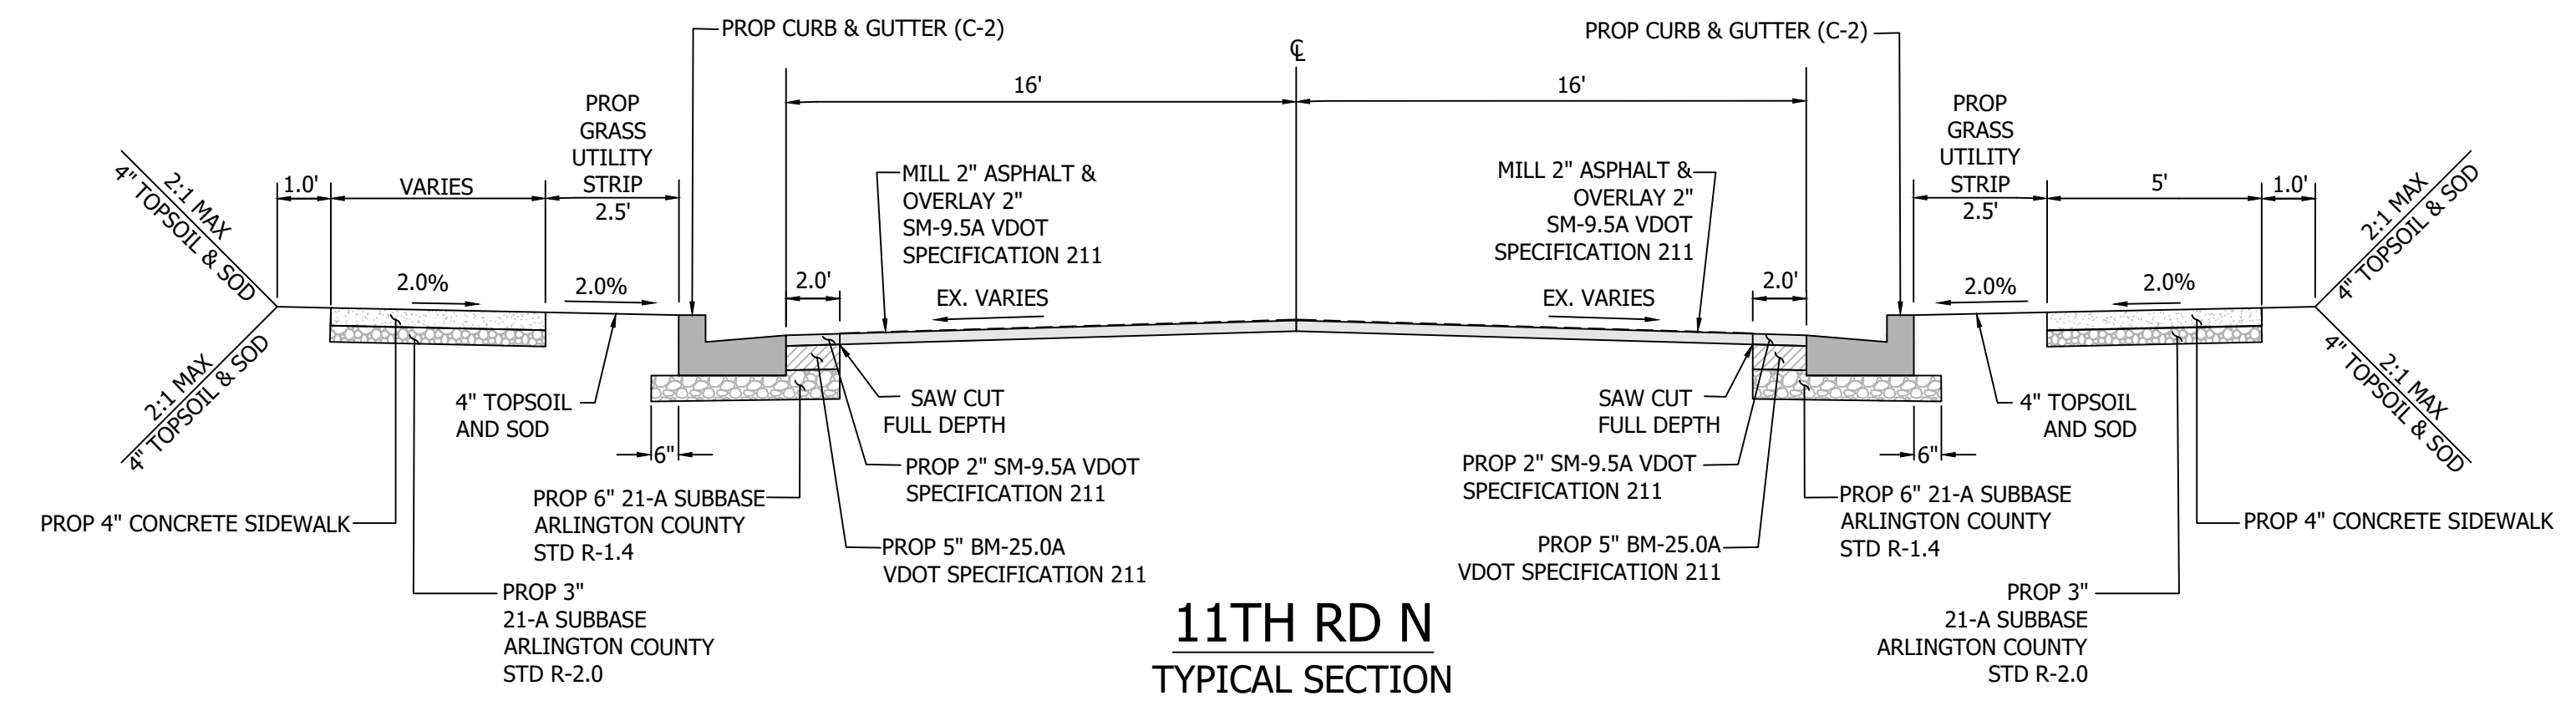 PROP CURB & GUTTER (C-2)
PROP CURB & GUTTER (C-2)
℄
16'
16'
PROP
GRASS
UTILITY
STRIP
2.5'
PROP
GRASS
UTILITY
STRIP
2.5'
1.0'
VARIES
5'
1.0'
2:1 MAX
4" TOPSOIL & SOD
2:1 MAX
4" TOPSOIL & SOD
MILL 2" ASPHALT &
OVERLAY 2"
SM-9.5A VDOT
SPECIFICATION 211
MILL 2" ASPHALT &
OVERLAY 2"
SM-9.5A VDOT
SPECIFICATION 211
2.0%
2.0%
2.0'
EX. VARIES
EX. VARIES
2.0'
2.0%
2.0%
2:1 MAX
4" TOPSOIL & SOD
2:1 MAX
4" TOPSOIL & SOD
4" TOPSOIL
AND SOD
6"
SAW CUT
FULL DEPTH
SAW CUT
FULL DEPTH
6"
4" TOPSOIL
AND SOD
PROP 4" CONCRETE SIDEWALK
PROP 6" 21-A SUBBASE
ARLINGTON COUNTY
STD R-1.4
PROP 2" SM-9.5A VDOT
SPECIFICATION 211
PROP 2" SM-9.5A VDOT
SPECIFICATION 211
PROP 6" 21-A SUBBASE
ARLINGTON COUNTY
STD R-1.4
PROP 4" CONCRETE SIDEWALK
PROP 5" BM-25.0A
VDOT SPECIFICATION 211
PROP 5" BM-25.0A
VDOT SPECIFICATION 211
PROP 3"
21-A SUBBASE
ARLINGTON COUNTY
STD R-2.0
PROP 3"
21-A SUBBASE
ARLINGTON COUNTY
STD R-2.0
11TH RD N
TYPICAL SECTION